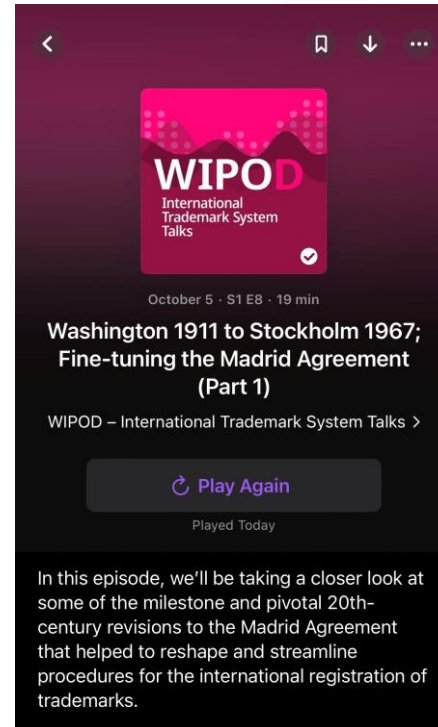 WIPOD
International
Trademark System
Talks
October 5 · S1 E8 · 19 min
Washington 1911 to Stockholm 1967;
Fine-tuning the Madrid Agreement
(Part 1)
WIPOD – International Trademark System Talks >
Play Again
Played Today
In this episode, we’ll be taking a closer look at
some of the milestone and pivotal 20th-
century revisions to the Madrid Agreement
that helped to reshape and streamline
procedures for the international registration of
trademarks.